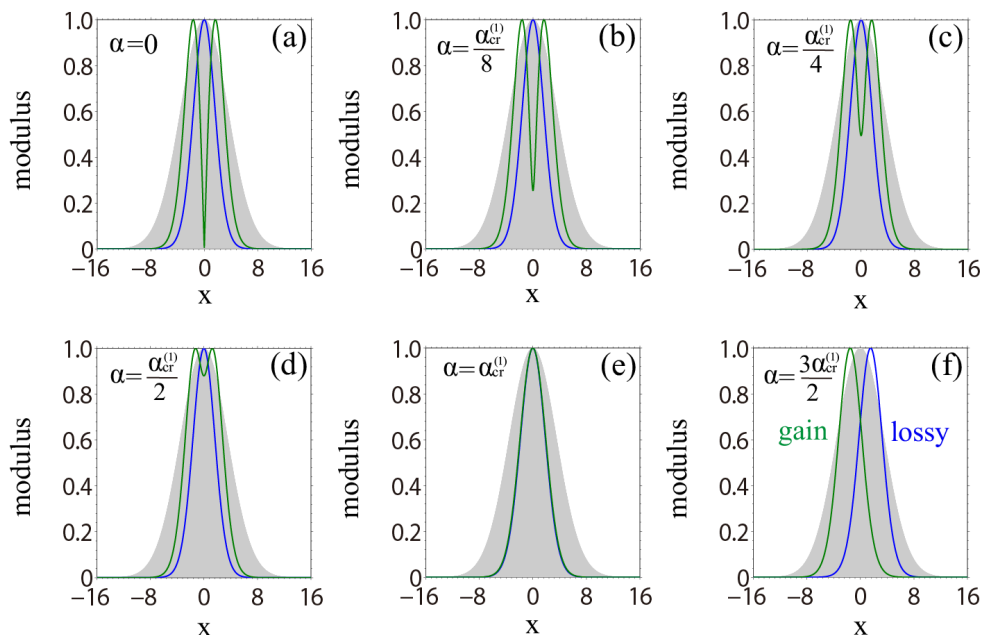 1.0
0.8
0.6
0.4
0.2
0
modulus
α=0
(a)
−16 −8 0 8 16
x
1.0
0.8
0.6
0.4
0.2
0
modulus
α= α_cr^(1) / 8
(b)
−16 −8 0 8 16
x
1.0
0.8
0.6
0.4
0.2
0
modulus
α= α_cr^(1) / 4
(c)
−16 −8 0 8 16
x
1.0
0.8
0.6
0.4
0.2
0
modulus
α= α_cr^(1) / 2
(d)
−16 −8 0 8 16
x
1.0
0.8
0.6
0.4
0.2
0
modulus
α= α_cr^(1)
(e)
−16 −8 0 8 16
x
1.0
0.8
0.6
0.4
0.2
0
modulus
α= 3α_cr^(1) / 2
(f)
gain lossy
−16 −8 0 8 16
x